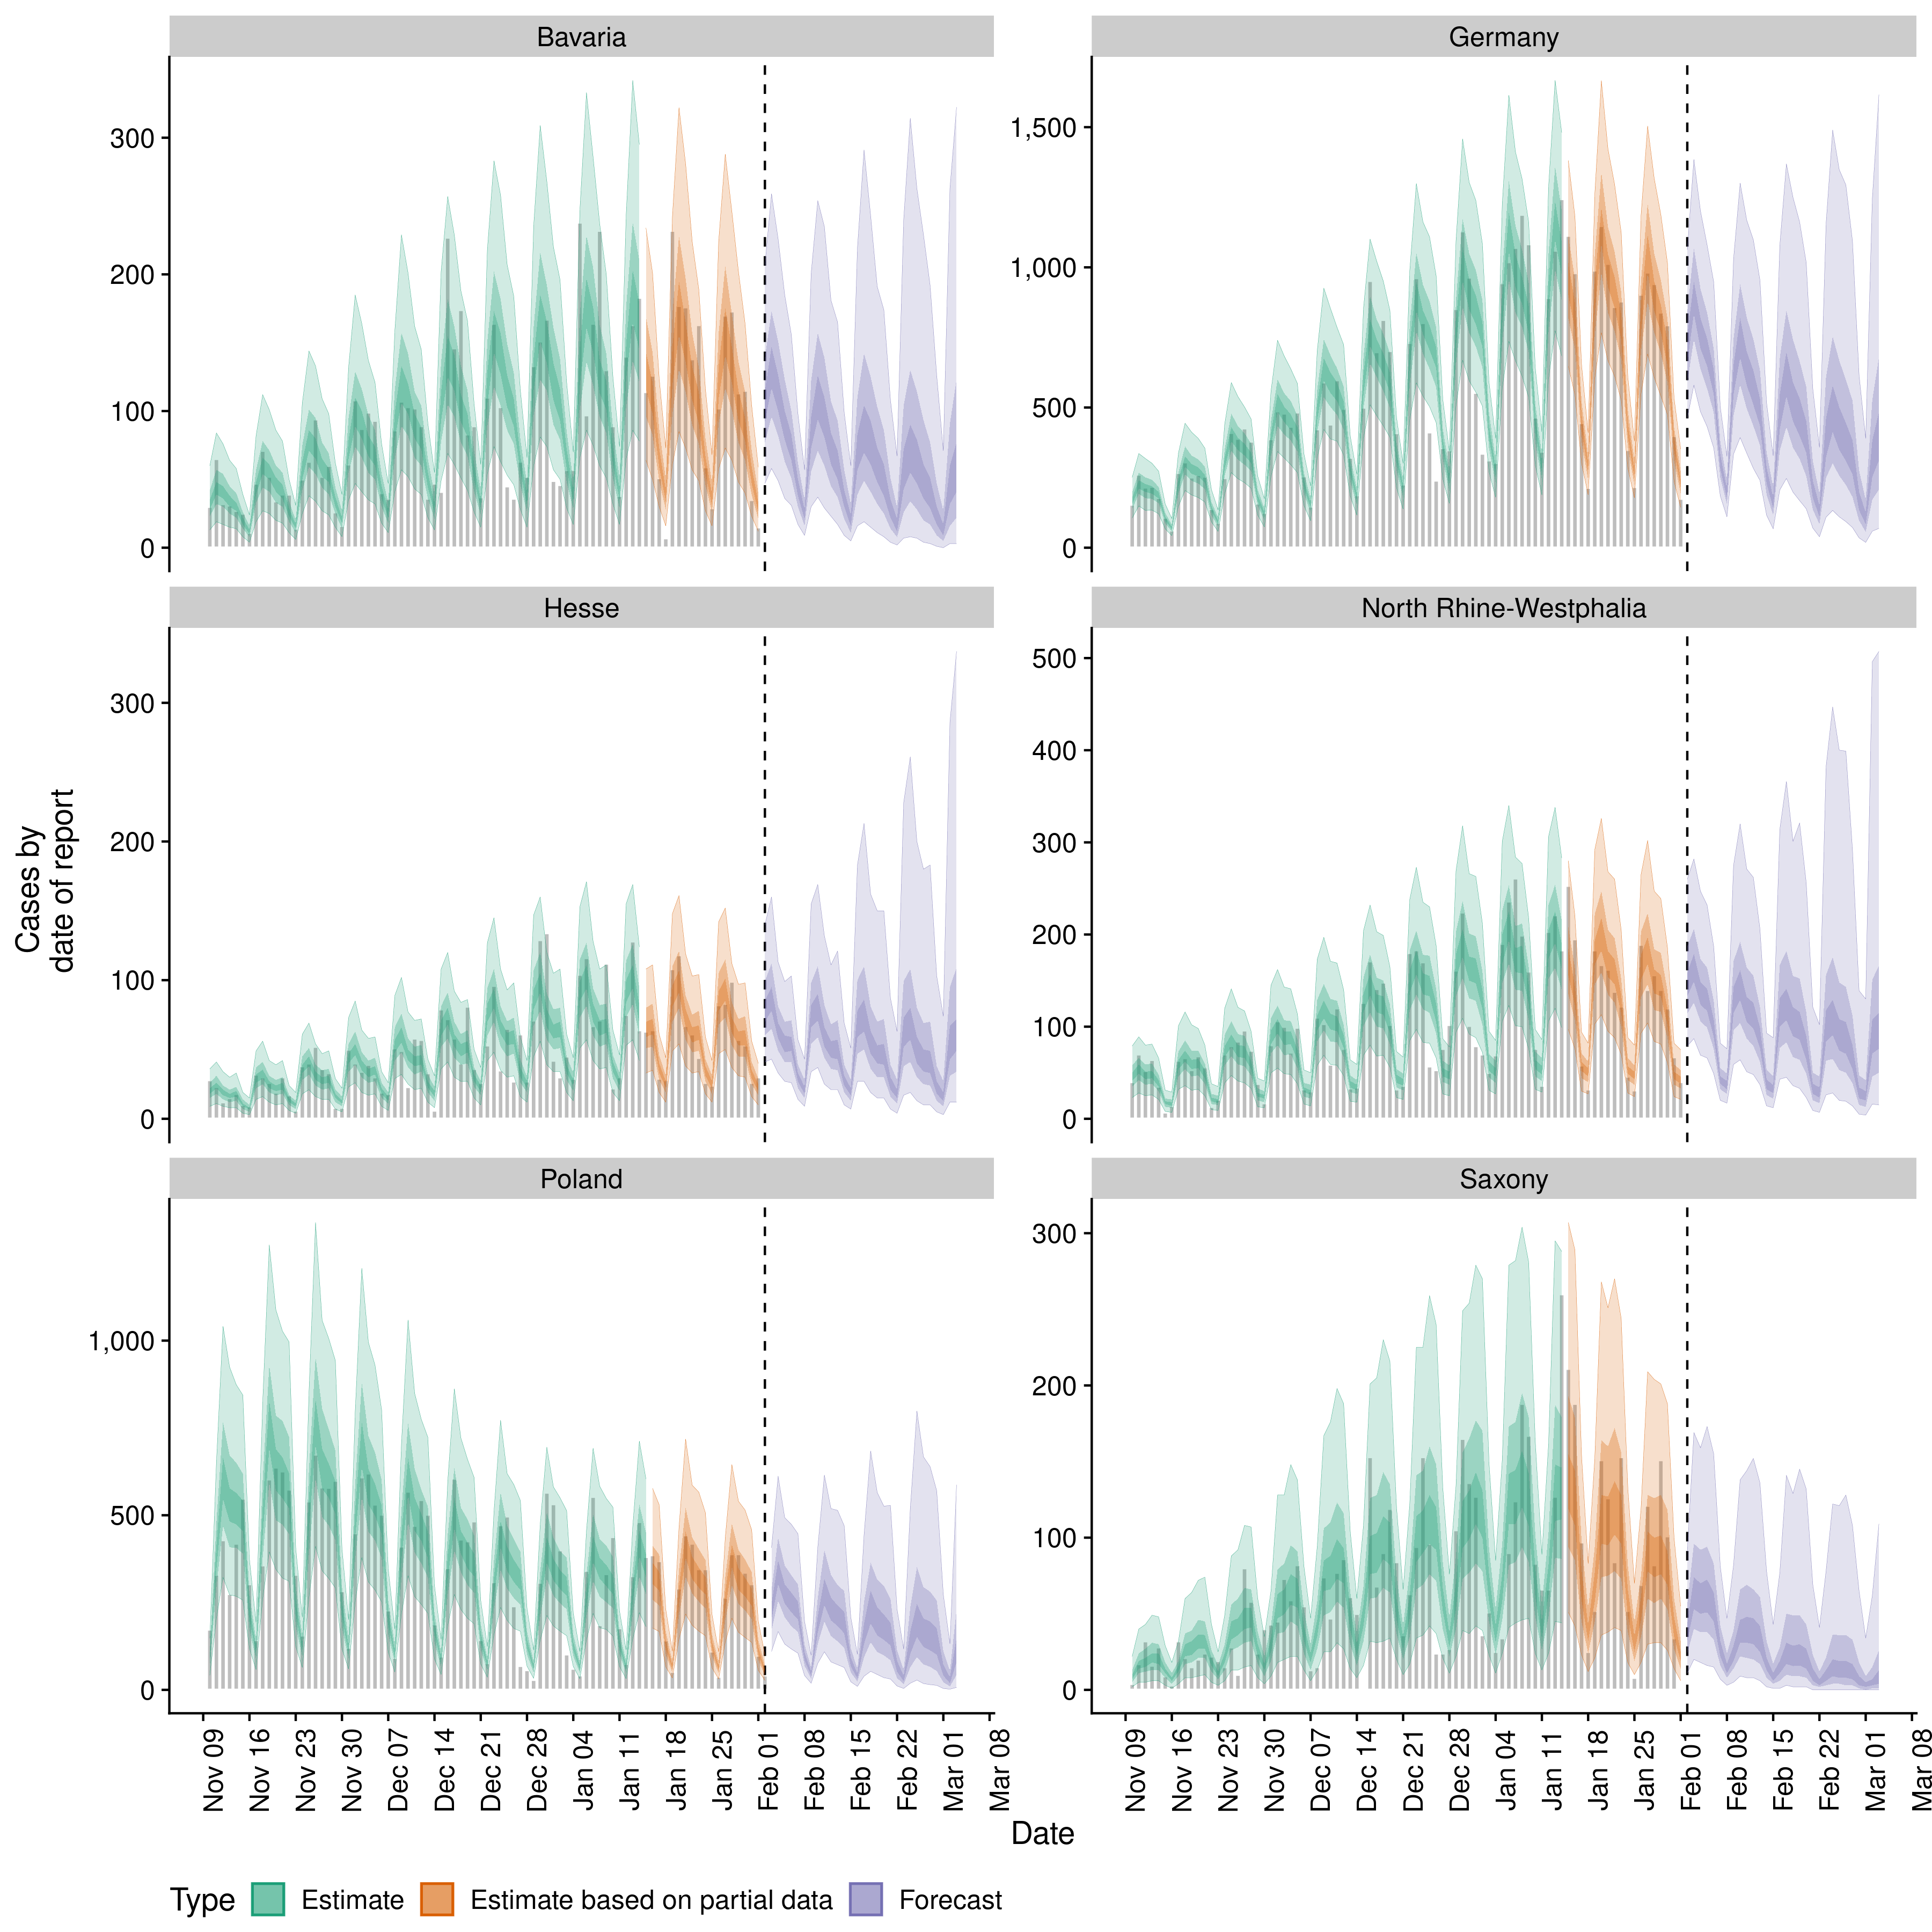 Bavaria
Germany
300
200
100
0
1,500
1,000
500
0
Hesse
North Rhine-Westphalia
300
200
100
0
500
400
300
200
100
0
Poland
Saxony
1,000
500
0
300
200
100
0
Cases by
date of report
Nov 09
Nov 16
Nov 23
Nov 30
Dec 07
Dec 14
Dec 21
Dec 28
Jan 04
Jan 11
Jan 18
Jan 25
Feb 01
Feb 08
Feb 15
Feb 22
Mar 01
Mar 08
Nov 09
Nov 16
Nov 23
Nov 30
Dec 07
Dec 14
Dec 21
Dec 28
Jan 04
Jan 11
Jan 18
Jan 25
Feb 01
Feb 08
Feb 15
Feb 22
Mar 01
Mar 08
Date
Type Estimate Estimate based on partial data Forecast